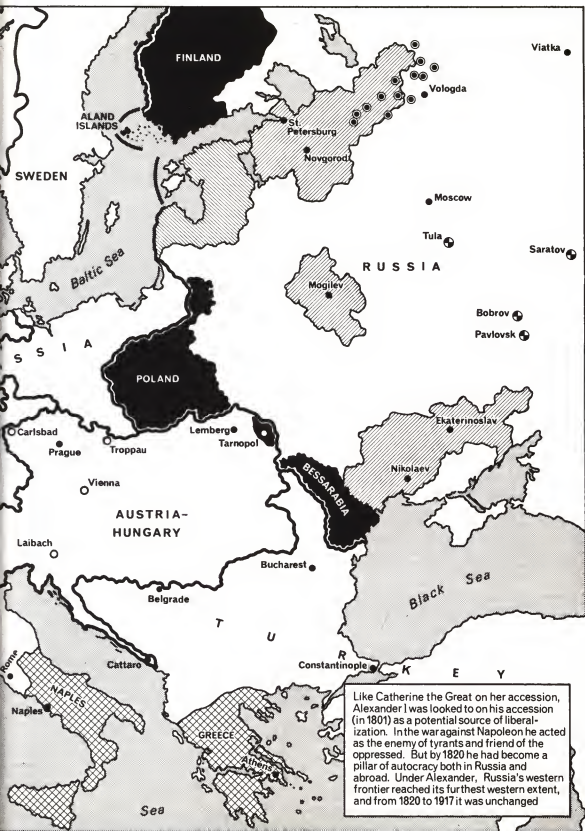 FINLAND
Viatka
Vologda
ALAND
ISLANDS
St.
Petersburg
Novgorod
SWEDEN
Moscow
Tula
Saratov
Baltic Sea
RUSSIA
Mogilev
Bobrov
Pavlovsk
SSIA
POLAND
Ekaterinoslav
Carlsbad
Lemberg
Tarnopol
Troppau
Prague
BESSARABIA
Nikolaev
Vienna
AUSTRIA-
HUNGARY
Laibach
Bucharest
Black Sea
Belgrade
TURKEY
Rome
Cattaro
Constantinople
NAPLES
Naples
GREECE
Athens
Sea
Like Catherine the Great on her accession,
Alexander I was looked to on his accession
(in 1801) as a potential source of liberal-
ization. In the war against Napoleon he acted
as the enemy of tyrants and friend of the
oppressed. But by 1820 he had become a
pillar of autocracy both in Russia and
abroad. Under Alexander, Russia's western
frontier reached its furthest western extent,
and from 1820 to 1917 it was unchanged